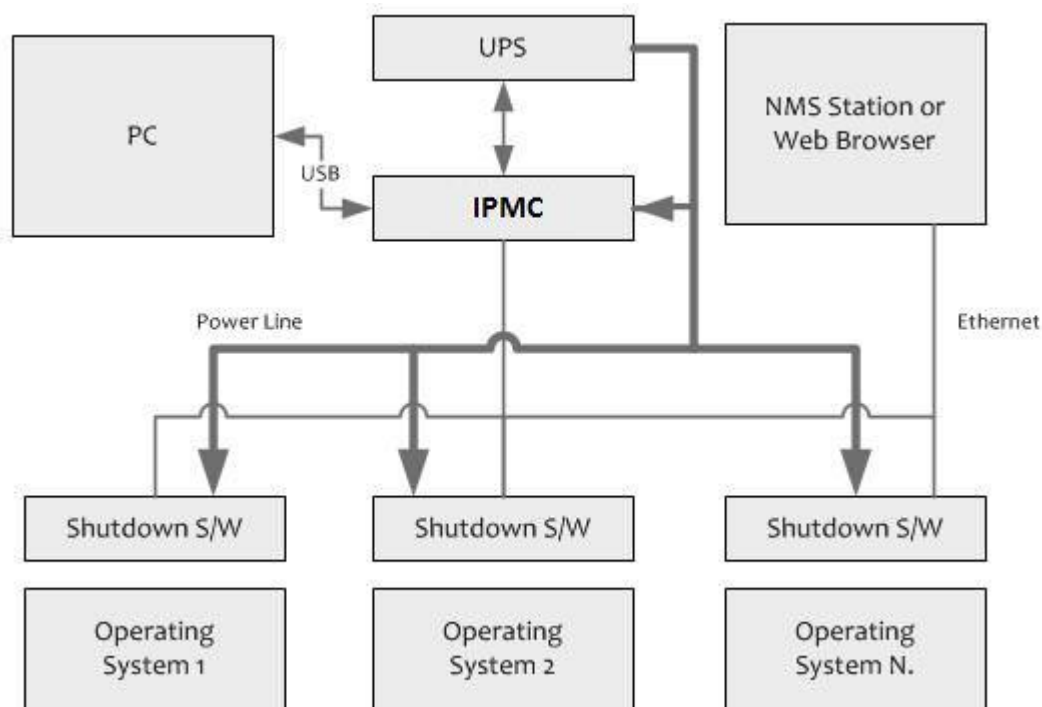 UPS
PC
NMS Station or
Web Browser
USB
IPMC
Power Line
Ethernet
Shutdown S/W
Shutdown S/W
Shutdown S/W
Operating
System 1
Operating
System 2
Operating
System N.